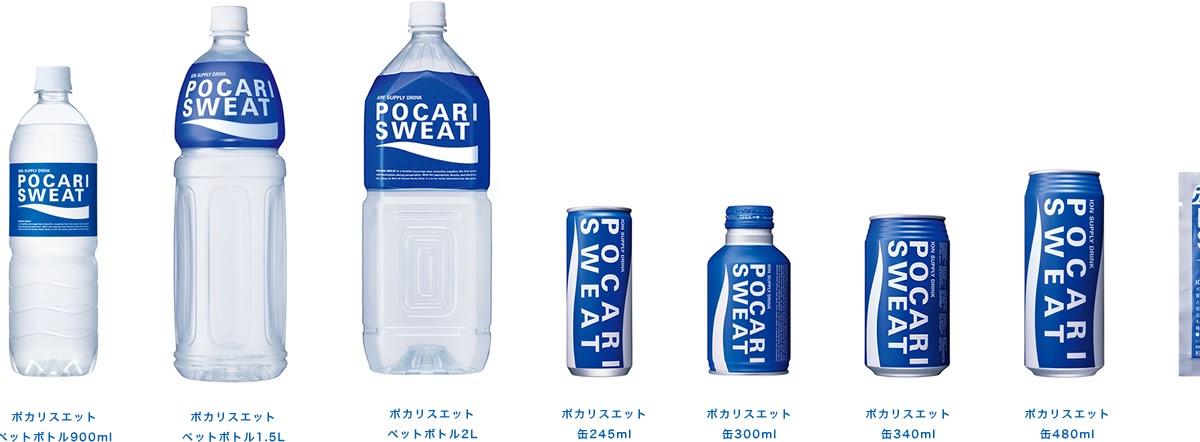 ION SUPPLY DRINK
POCARI
SWEAT
ION SUPPLY DRINK
POCARI
SWEAT
ION SUPPLY DRINK
POCARI
SWEAT
ION SUPPLY DRINK
POCARI
SWEAT
ION SUPPLY DRINK
POCARI
SWEAT
ION SUPPLY DRINK
POCARI
SWEAT
ION SUPPLY DRINK
POCARI
SWEAT
ポカリスエット
ペットボトル900ml
ポカリスエット
ペットボトル1.5L
ポカリスエット
ペットボトル2L
ポカリスエット
缶245ml
ポカリスエット
缶300ml
ポカリスエット
缶340ml
ポカリスエット
缶480ml